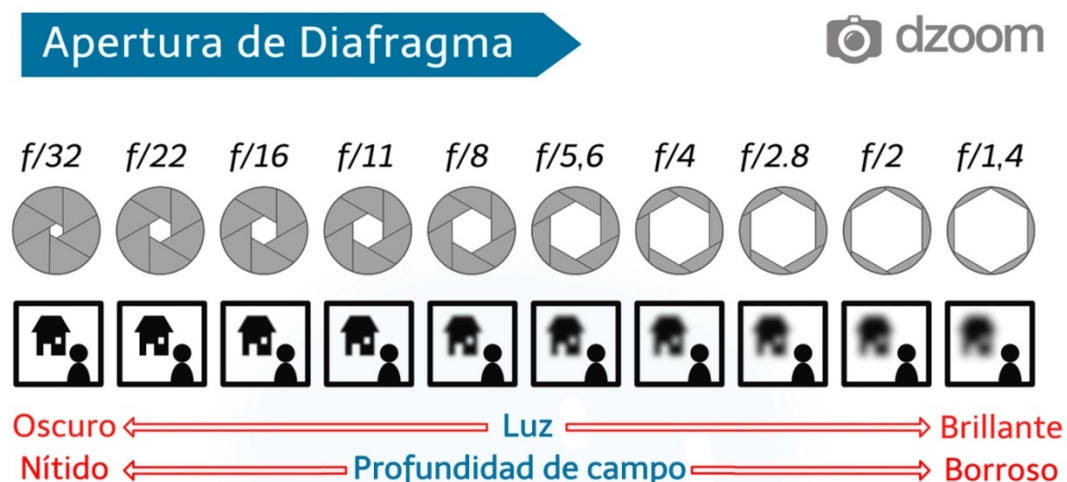 Apertura de Diafragma
dzoom
f/32 f/22 f/16 f/11 f/8 f/5,6 f/4 f/2.8 f/2 f/1,4
Oscuro Luz Brillante
Nítido Profundidad de campo Borroso